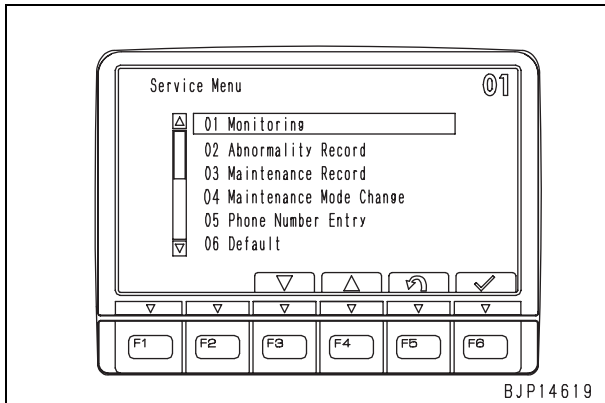 Service Menu 01
01 Monitoring
02 Abnormality Record
03 Maintenance Record
04 Maintenance Mode Change
05 Phone Number Entry
06 Default
F1 F2 F3 F4 F5 F6
BJP14619